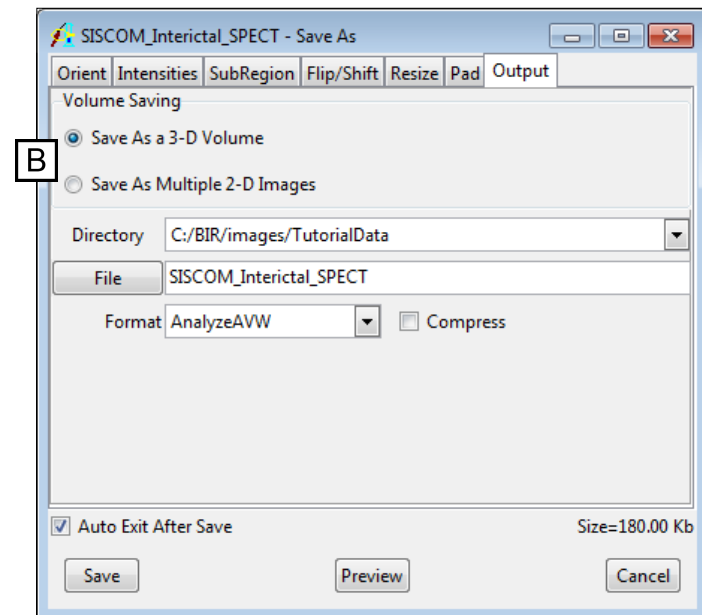 SISCOM_Interictal_SPECT - Save As
Orient Intensities SubRegion Flip/Shift Resize Pad Output
Volume Saving
Save As a 3-D Volume
B
Save As Multiple 2-D Images
Directory C:/BIR/images/TutorialData
File SISCOM_Interictal_SPECT
Format AnalyzeAVW Compress
Auto Exit After Save Size=180.00 Kb
Save Preview Cancel